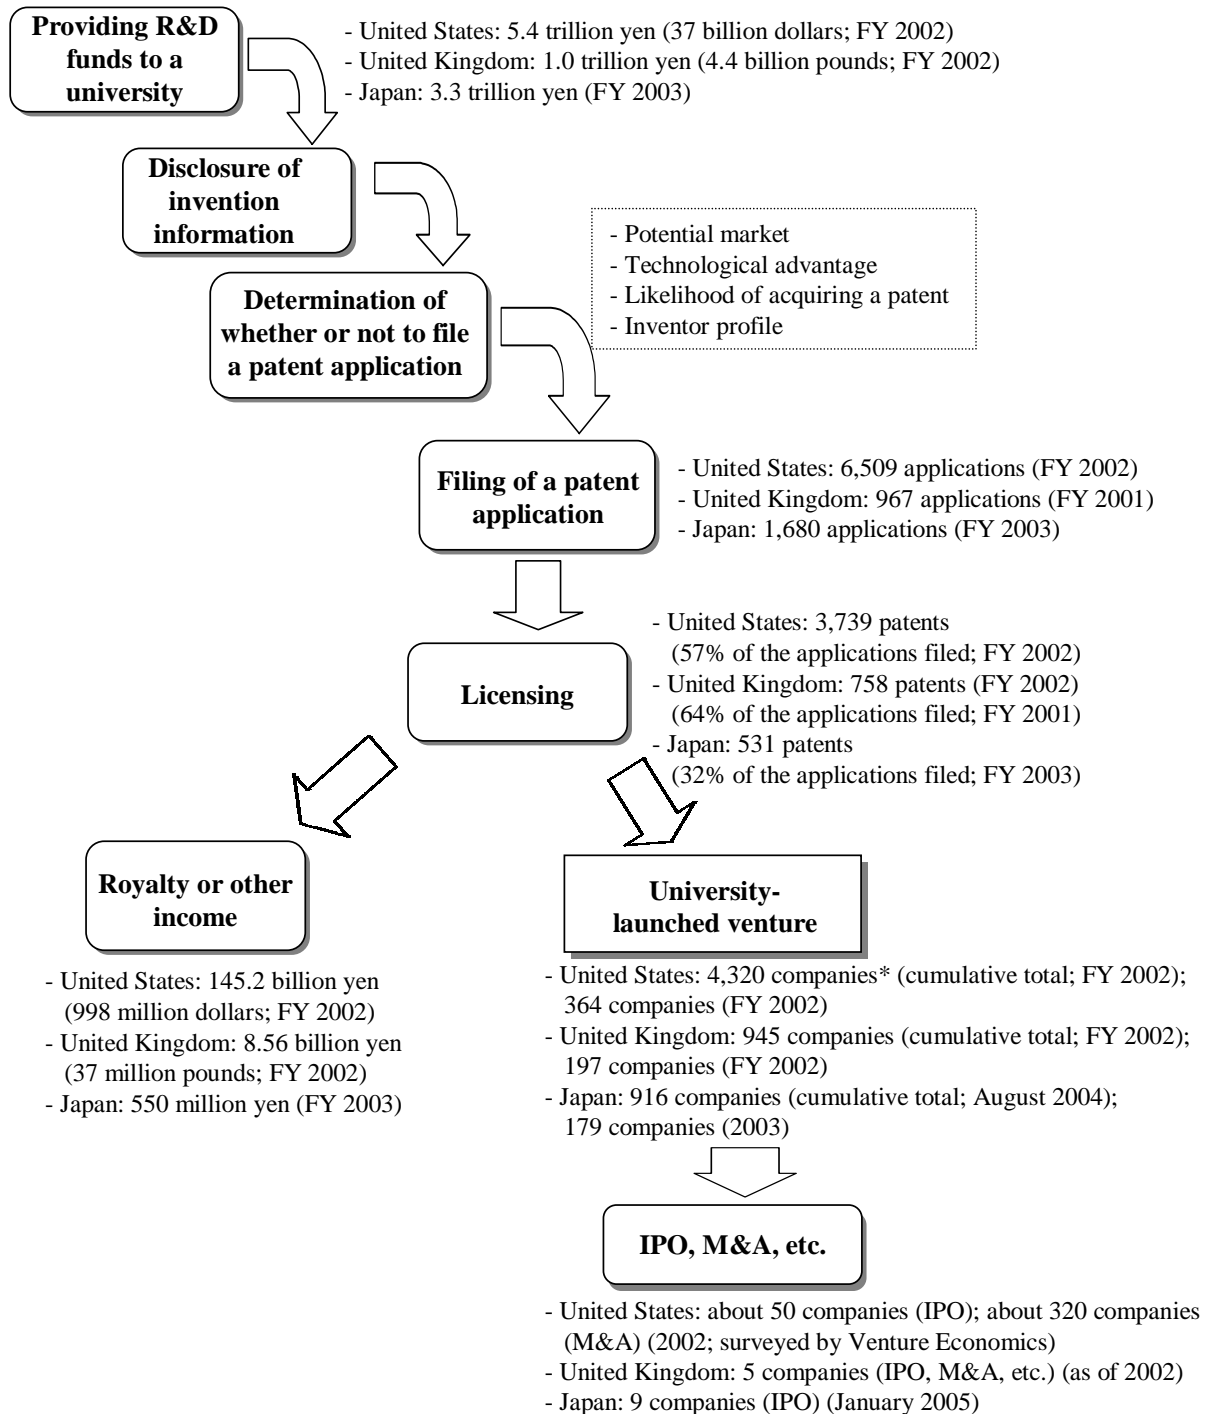 Providing R&D
funds to a
university
- United States: 5.4 trillion yen (37 billion dollars; FY 2002)
- United Kingdom: 1.0 trillion yen (4.4 billion pounds; FY 2002)
- Japan: 3.3 trillion yen (FY 2003)
Disclosure of
invention
information
- Potential market
- Technological advantage
- Likelihood of acquiring a patent
- Inventor profile
Determination of
whether or not to file
a patent application
Filing of a patent
application
- United States: 6,509 applications (FY 2002)
- United Kingdom: 967 applications (FY 2001)
- Japan: 1,680 applications (FY 2003)
Licensing
- United States: 3,739 patents
(57% of the applications filed; FY 2002)
- United Kingdom: 758 patents (FY 2002)
(64% of the applications filed; FY 2001)
- Japan: 531 patents
(32% of the applications filed; FY 2003)
Royalty or other
income
- United States: 145.2 billion yen
(998 million dollars; FY 2002)
- United Kingdom: 8.56 billion yen
(37 million pounds; FY 2002)
- Japan: 550 million yen (FY 2003)
University-
launched venture
- United States: 4,320 companies* (cumulative total; FY 2002);
364 companies (FY 2002)
- United Kingdom: 945 companies (cumulative total; FY 2002);
197 companies (FY 2002)
- Japan: 916 companies (cumulative total; August 2004);
179 companies (2003)
IPO, M&A, etc.
- United States: about 50 companies (IPO); about 320 companies
(M&A) (2002; surveyed by Venture Economics)
- United Kingdom: 5 companies (IPO, M&A, etc.) (as of 2002)
- Japan: 9 companies (IPO) (January 2005)